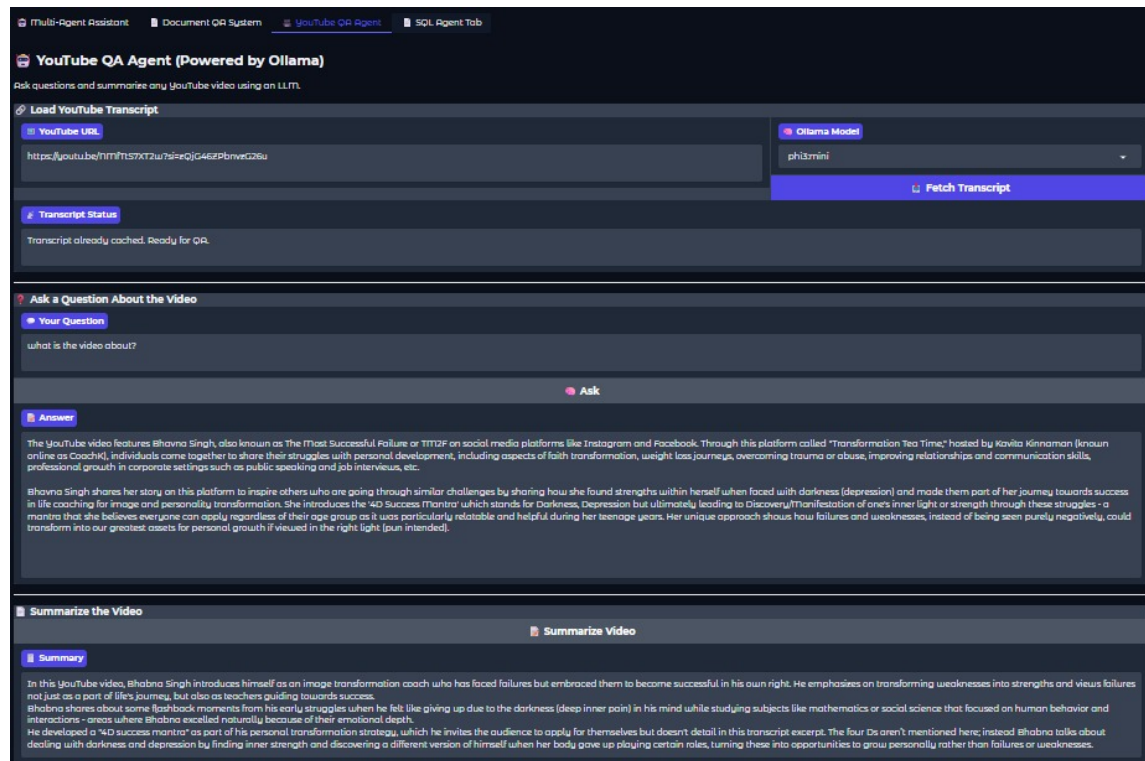 Multi-Agent Assistant
Document QA System
YouTube QA Agent
SQL Agent Tab
YouTube QA Agent (Powered by Ollama)
Ask questions and summarize any YouTube video using an LLM.
Load YouTube Transcript
YouTube URL
Ollama Model
phi3:mini
Fetch Transcript
Transcript Status
Transcript already cached. Ready for QA.
Ask a Question About the Video
Your Question
what is the video about?
Ask
Answer
The YouTube video features Bhavna Singh, also known as The Most Successful Failure or TM2F on social media platforms like Instagram and Facebook. Through this platform called "Transformation Tea Time," hosted by Kavita Kinnaman (known
online as CoachK), individuals come together to share their struggles with personal development, including aspects of faith transformation, weight loss journeys, overcoming trauma or abuse, improving relationships and communication skills,
professional growth in corporate settings such as public speaking and job interviews, etc.
Bhavna Singh shares her story on this platform to inspire others who are going through similar challenges by sharing how she found strengths within herself when faced with darkness (depression) and made them part of her journey towards success
in life coaching for image and personality transformation. She introduces the '4D Success Mantra' which stands for Darkness, Depression but ultimately leading to Discovery/Manifestation of one's inner light or strength through these struggles - a
mantra that she believes everyone can apply regardless of their age group as it was particularly relatable and helpful during her teenage years. Her unique approach shows how failures and weaknesses, instead of being seen purely negatively, could
transform into our greatest assets for personal growth if viewed in the right light (pun intended).
Summarize the Video
Summarize Video
Summary
In this YouTube video, Bhabna Singh introduces himself as an image transformation coach who has faced failures but embraced them to become successful in his own right. He emphasizes on transforming weaknesses into strengths and views failures
not just as a part of life's journey, but also as teachers guiding towards success.
Bhabna shares about some flashback moments from his early struggles when he felt like giving up due to the darkness (deep inner pain) in his mind while studying subjects like mathematics or social science that focused on human behavior and
interactions - areas where Bhabna excelled naturally because of their emotional depth.
He developed a "4D success mantra" as part of his personal transformation strategy, which he invites the audience to apply for themselves but doesn't detail in this transcript excerpt. The four Ds aren't mentioned here; instead Bhabna talks about
dealing with darkness and depression by finding inner strength and discovering a different version of himself when her body gave up playing certain roles, turning these into opportunities to grow personally rather than failures or weaknesses.